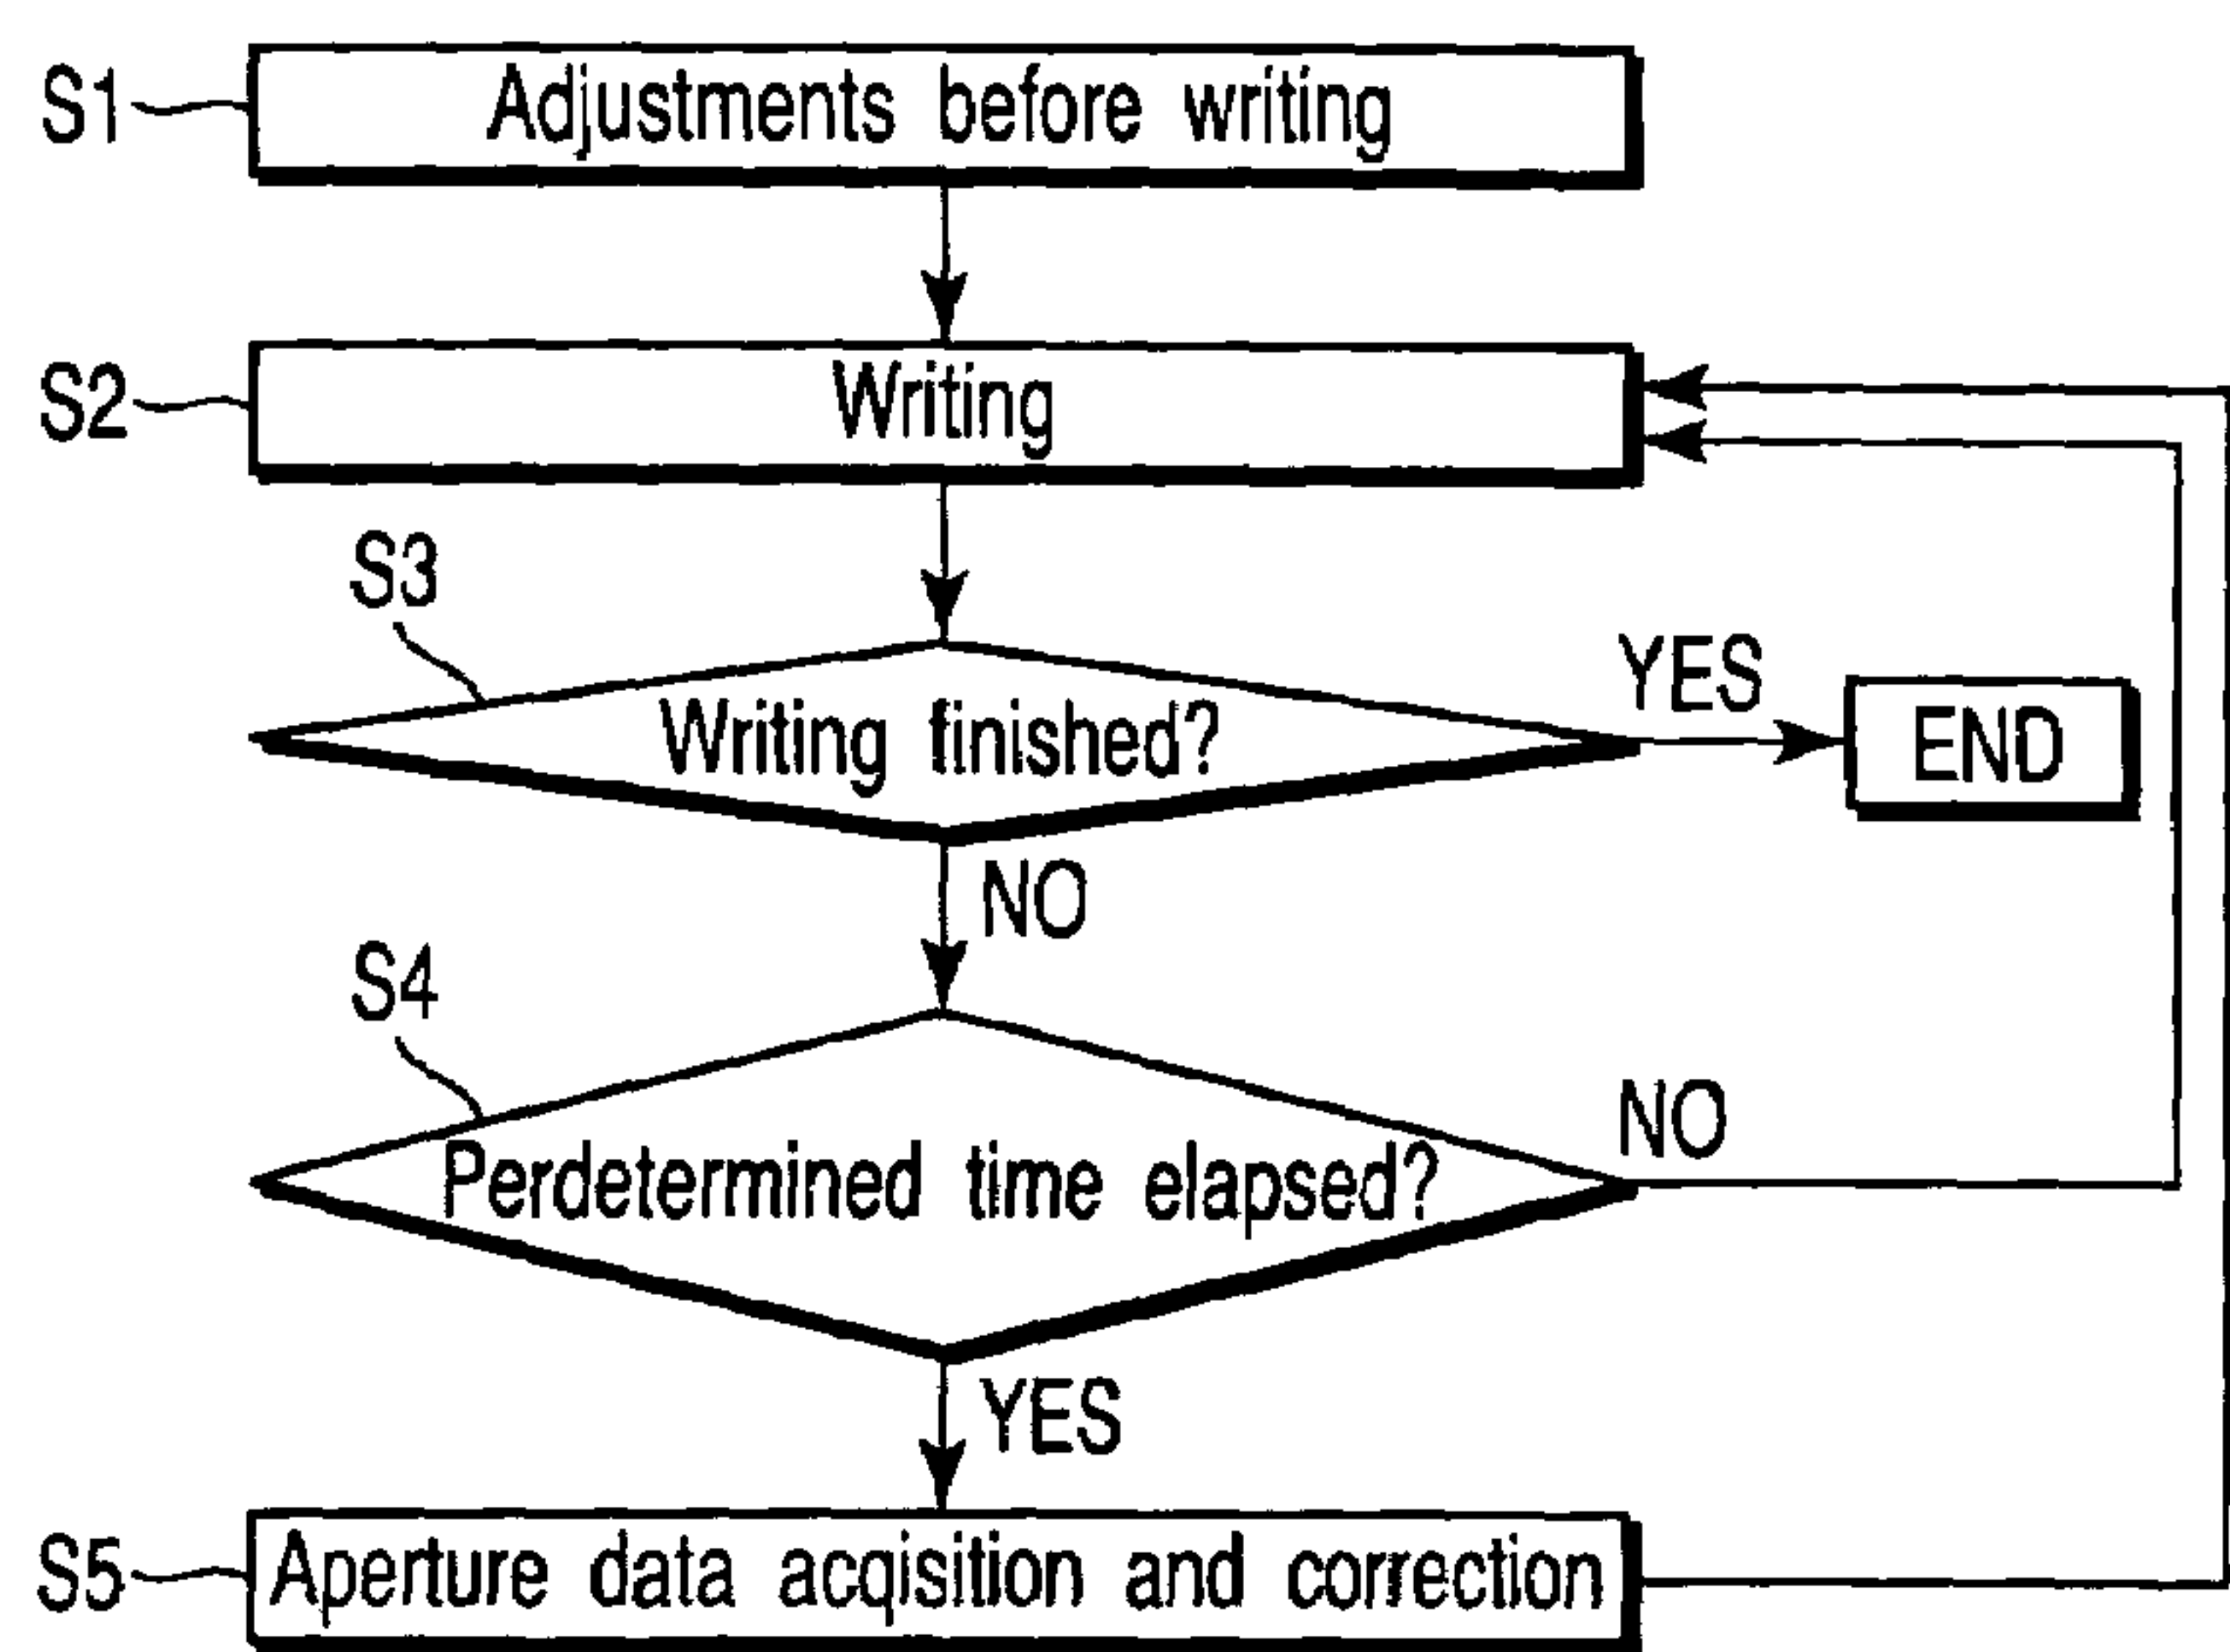 S1
Adjustments before writing
S2
Writing
S3
Writing finished?
YES
END
NO
S4
Perdetermined time elapsed?
NO
YES
S5
Aperture data acqisition and correction